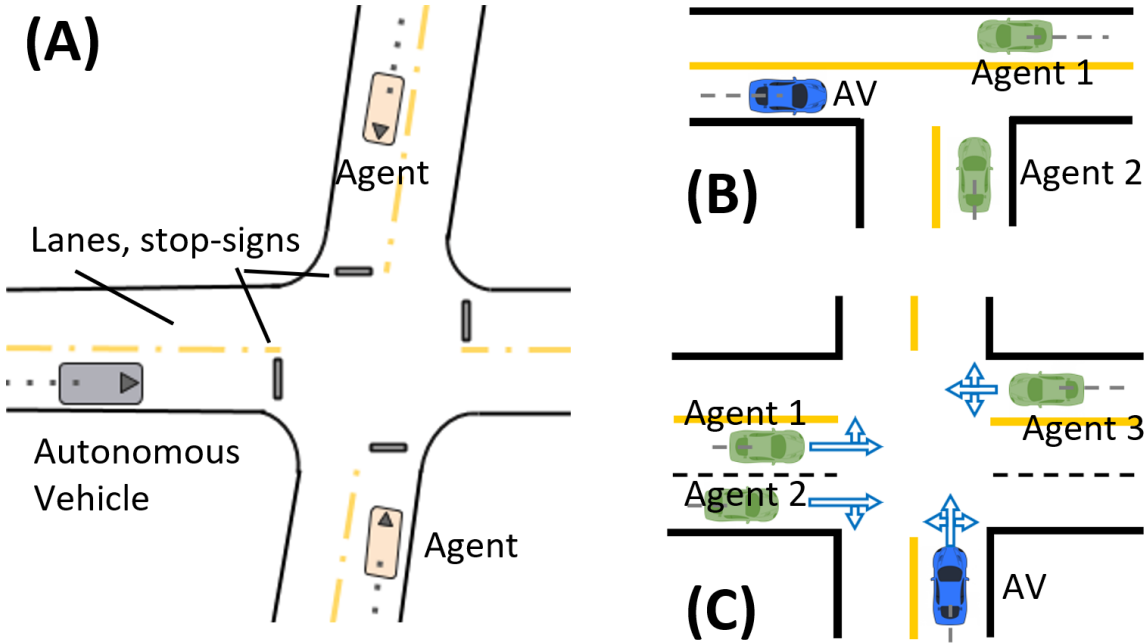 (A)
Agent
Lanes, stop-signs
Autonomous
Vehicle
Agent
Agent 1
AV
(B)
Agent 2
Agent 1
Agent 3
Agent 2
AV
(C)